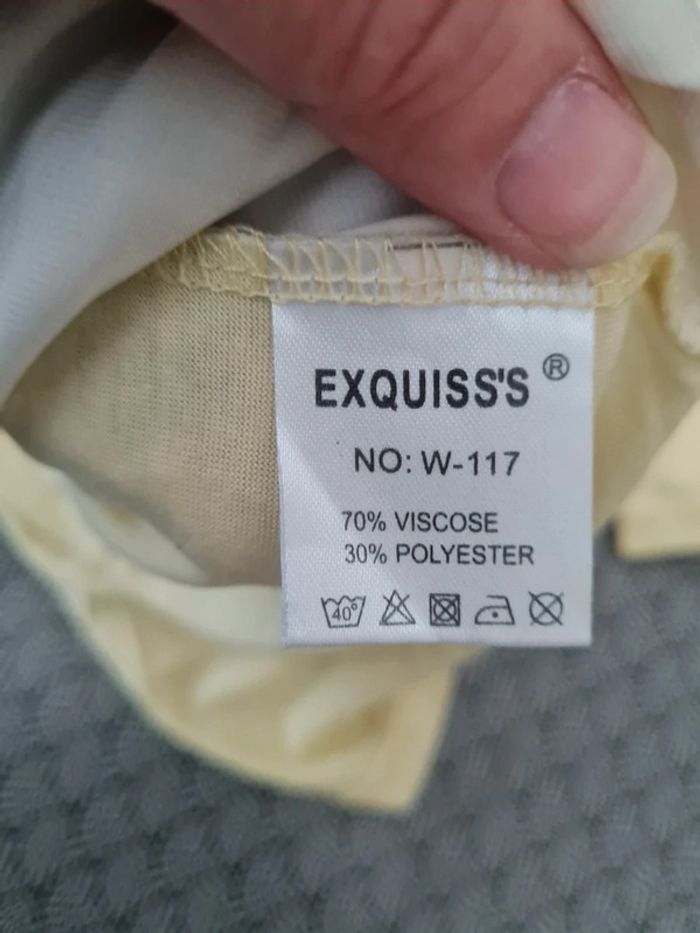 EXQUISS'S ®
NO: W-117
70% VISCOSE
30% POLYESTER
40°